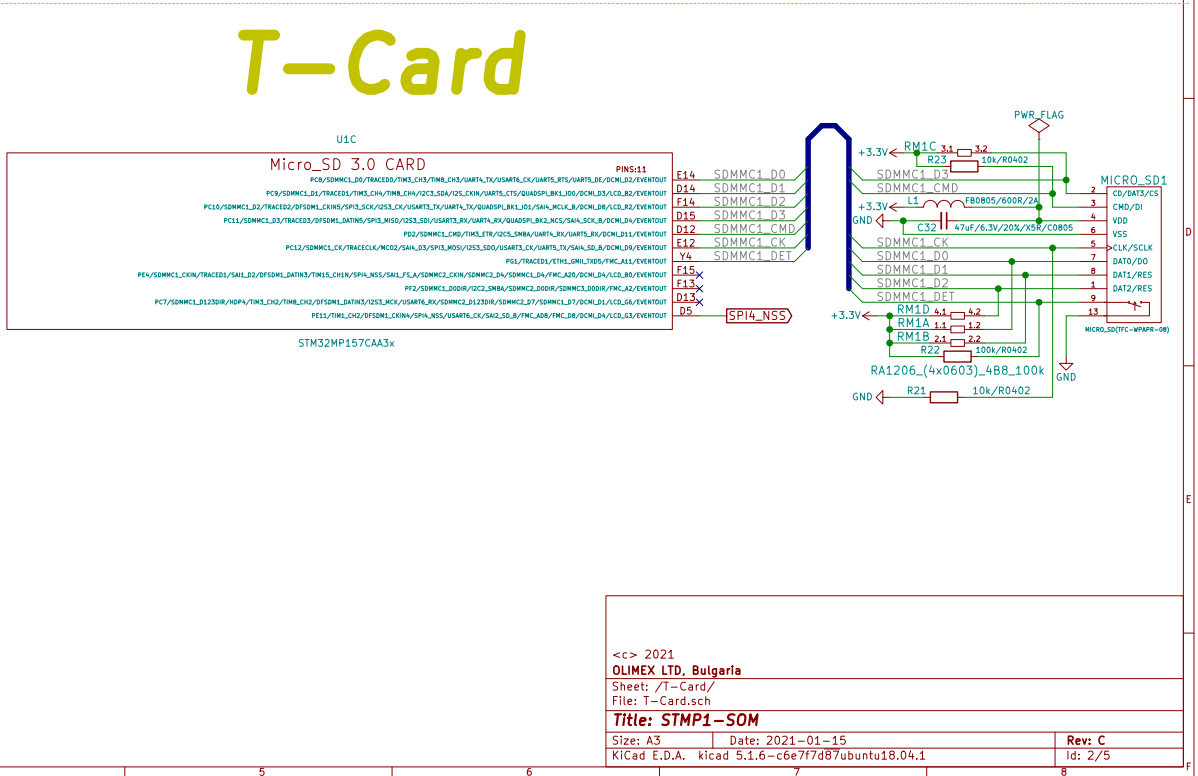 T-Card
U1C
Micro_SD 3.0 CARD
PINS:11
PC8/SDMMC1_D0/TRACED0/TIM3_CH3/TIM8_CH3/UART4_TX/USART6_CK/UART5_RTS/UART5_DE/DCMI_D2/EVENTOUT
E14
SDMMC1_D0
PC9/SDMMC1_D1/TRACED1/TIM3_CH4/TIM8_CH4/I2C3_SDA/I2S_CKIN/UART5_CTS/QUADSPI_BK1_IO0/DCMI_D3/LCD_B2/EVENTOUT
D14
SDMMC1_D1
PC10/SDMMC1_D2/TRACED2/DFSDM1_CKIN5/SPI3_SCK/I2S3_CK/USART3_TX/UART4_TX/QUADSPI_BK1_IO1/SAI4_MCLK_B/DCMI_D8/LCD_R2/EVENTOUT
F14
SDMMC1_D2
PC11/SDMMC1_D3/TRACED3/DFSDM1_DATIN5/SPI3_MISO/I2S3_SDI/USART3_RX/UART4_RX/QUADSPI_BK2_NCS/SAI4_SCK_B/DCMI_D4/EVENTOUT
D15
SDMMC1_D3
PD2/SDMMC1_CMD/TIM3_ETR/I2C5_SMBA/UART4_RX/UART5_RX/DCMI_D11/EVENTOUT
D12
SDMMC1_CMD
PC12/SDMMC1_CK/TRACECLK/MCO2/SAI4_D3/SPI3_MOSI/I2S3_SDO/USART3_CK/UART5_TX/SAI4_SD_B/DCMI_D9/EVENTOUT
E12
SDMMC1_CK
PG1/TRACED1/ETH1_GMII_TXD5/FMC_A11/EVENTOUT
Y4
SDMMC1_DET
PE4/SDMMC1_CKIN/TRACED1/SAI1_D2/DFSDM1_DATIN3/TIM15_CH1N/SPI4_NSS/SAI1_FS_A/SDMMC2_CKIN/SDMMC2_D4/SDMMC1_D4/FMC_A20/DCMI_D4/LCD_B0/EVENTOUT
F15
PF2/SDMMC1_D0DIR/I2C2_SMBA/SDMMC2_D0DIR/SDMMC3_D0DIR/FMC_A2/EVENTOUT
F13
PC7/SDMMC1_D123DIR/HDP4/TIM3_CH2/TIM8_CH2/DFSDM1_DATIN3/I2S3_MCK/USART6_RX/SDMMC2_D123DIR/SDMMC2_D7/SDMMC1_D7/DCMI_D1/LCD_G6/EVENTOUT
D13
PE11/TIM1_CH2/DFSDM1_CKIN4/SPI4_NSS/USART6_CK/SAI2_SD_B/FMC_AD8/FMC_D8/DCMI_D4/LCD_G3/EVENTOUT
D5
SPI4_NSS
STM32MP157CAA3x
PWR_FLAG
+3.3V
RM1C
3.1
3.2
R23
10k/R0402
SDMMC1_D3
SDMMC1_CMD
+3.3V
L1
FB0805/600R/2A
GND
C32
47uF/6.3V/20%/X5R/C0805
SDMMC1_CK
SDMMC1_D0
SDMMC1_D1
SDMMC1_D2
SDMMC1_DET
+3.3V
RM1D
4.1
4.2
RM1A
1.1
1.2
RM1B
2.1
2.2
R22
100k/R0402
RA1206_(4x0603)_4B8_100k
GND
R21
10k/R0402
MICRO_SD1
2
CD/DAT3/CS
3
CMD/DI
4
VDD
6
VSS
5
CLK/SCLK
7
DAT0/DO
8
DAT1/RES
1
DAT2/RES
9
13
MICRO_SD(TFC-WPAPR-08)
GND
D
E
F
<c> 2021
OLIMEX LTD, Bulgaria
Sheet: /T-Card/
File: T-Card.sch
Title: STMP1-SOM
Size: A3
Date: 2021-01-15
Rev: C
KiCad E.D.A.  kicad 5.1.6-c6e7f7d87ubuntu18.04.1
Id: 2/5
5
6
7
8